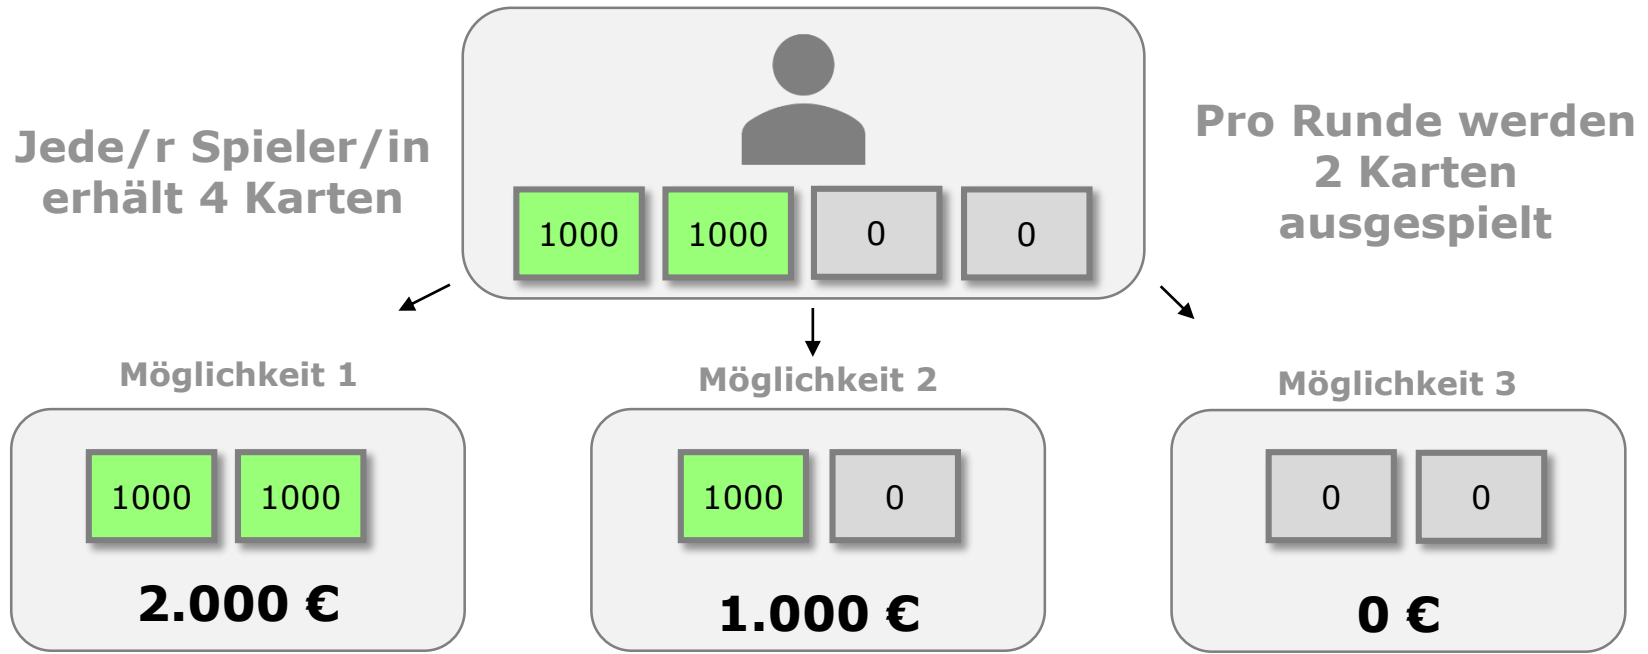 Jede/r Spieler/in
erhält 4 Karten
1000 1000 0 0
Pro Runde werden
2 Karten
ausgespielt
Möglichkeit 1
1000 1000
2.000 €
Möglichkeit 2
1000 0
1.000 €
Möglichkeit 3
0 0
0 €